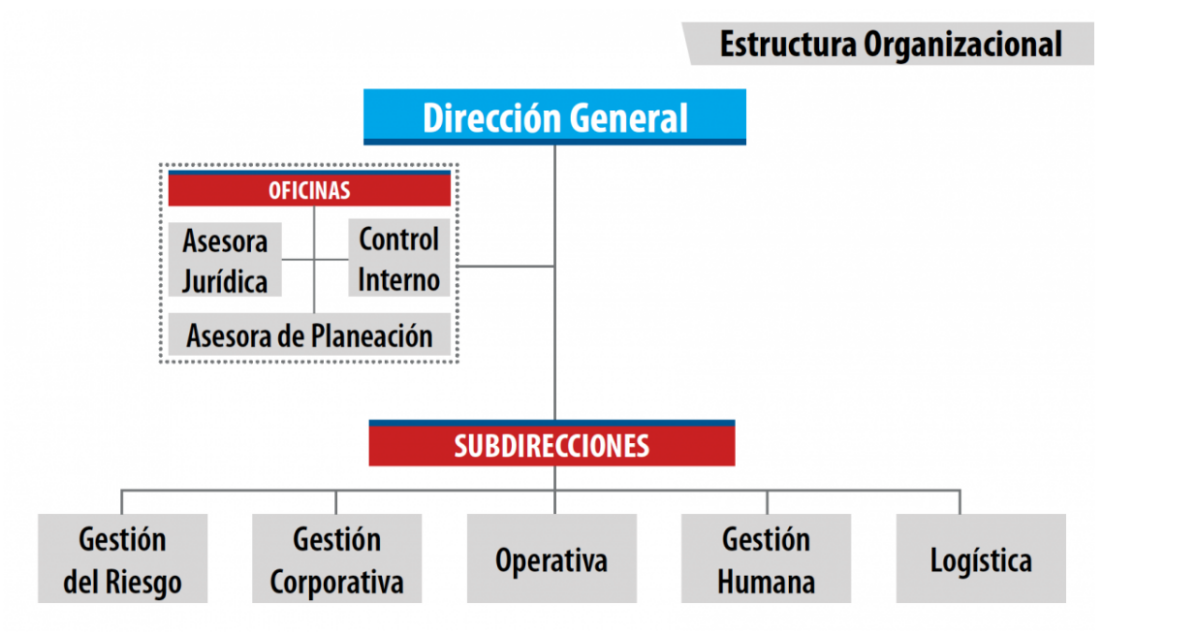 Estructura Organizacional
Dirección General
OFICINAS
Asesora
Jurídica
Control
Interno
Asesora de Planeación
SUBDIRECCIONES
Gestión
del Riesgo
Gestión
Corporativa
Operativa
Gestión
Humana
Logística